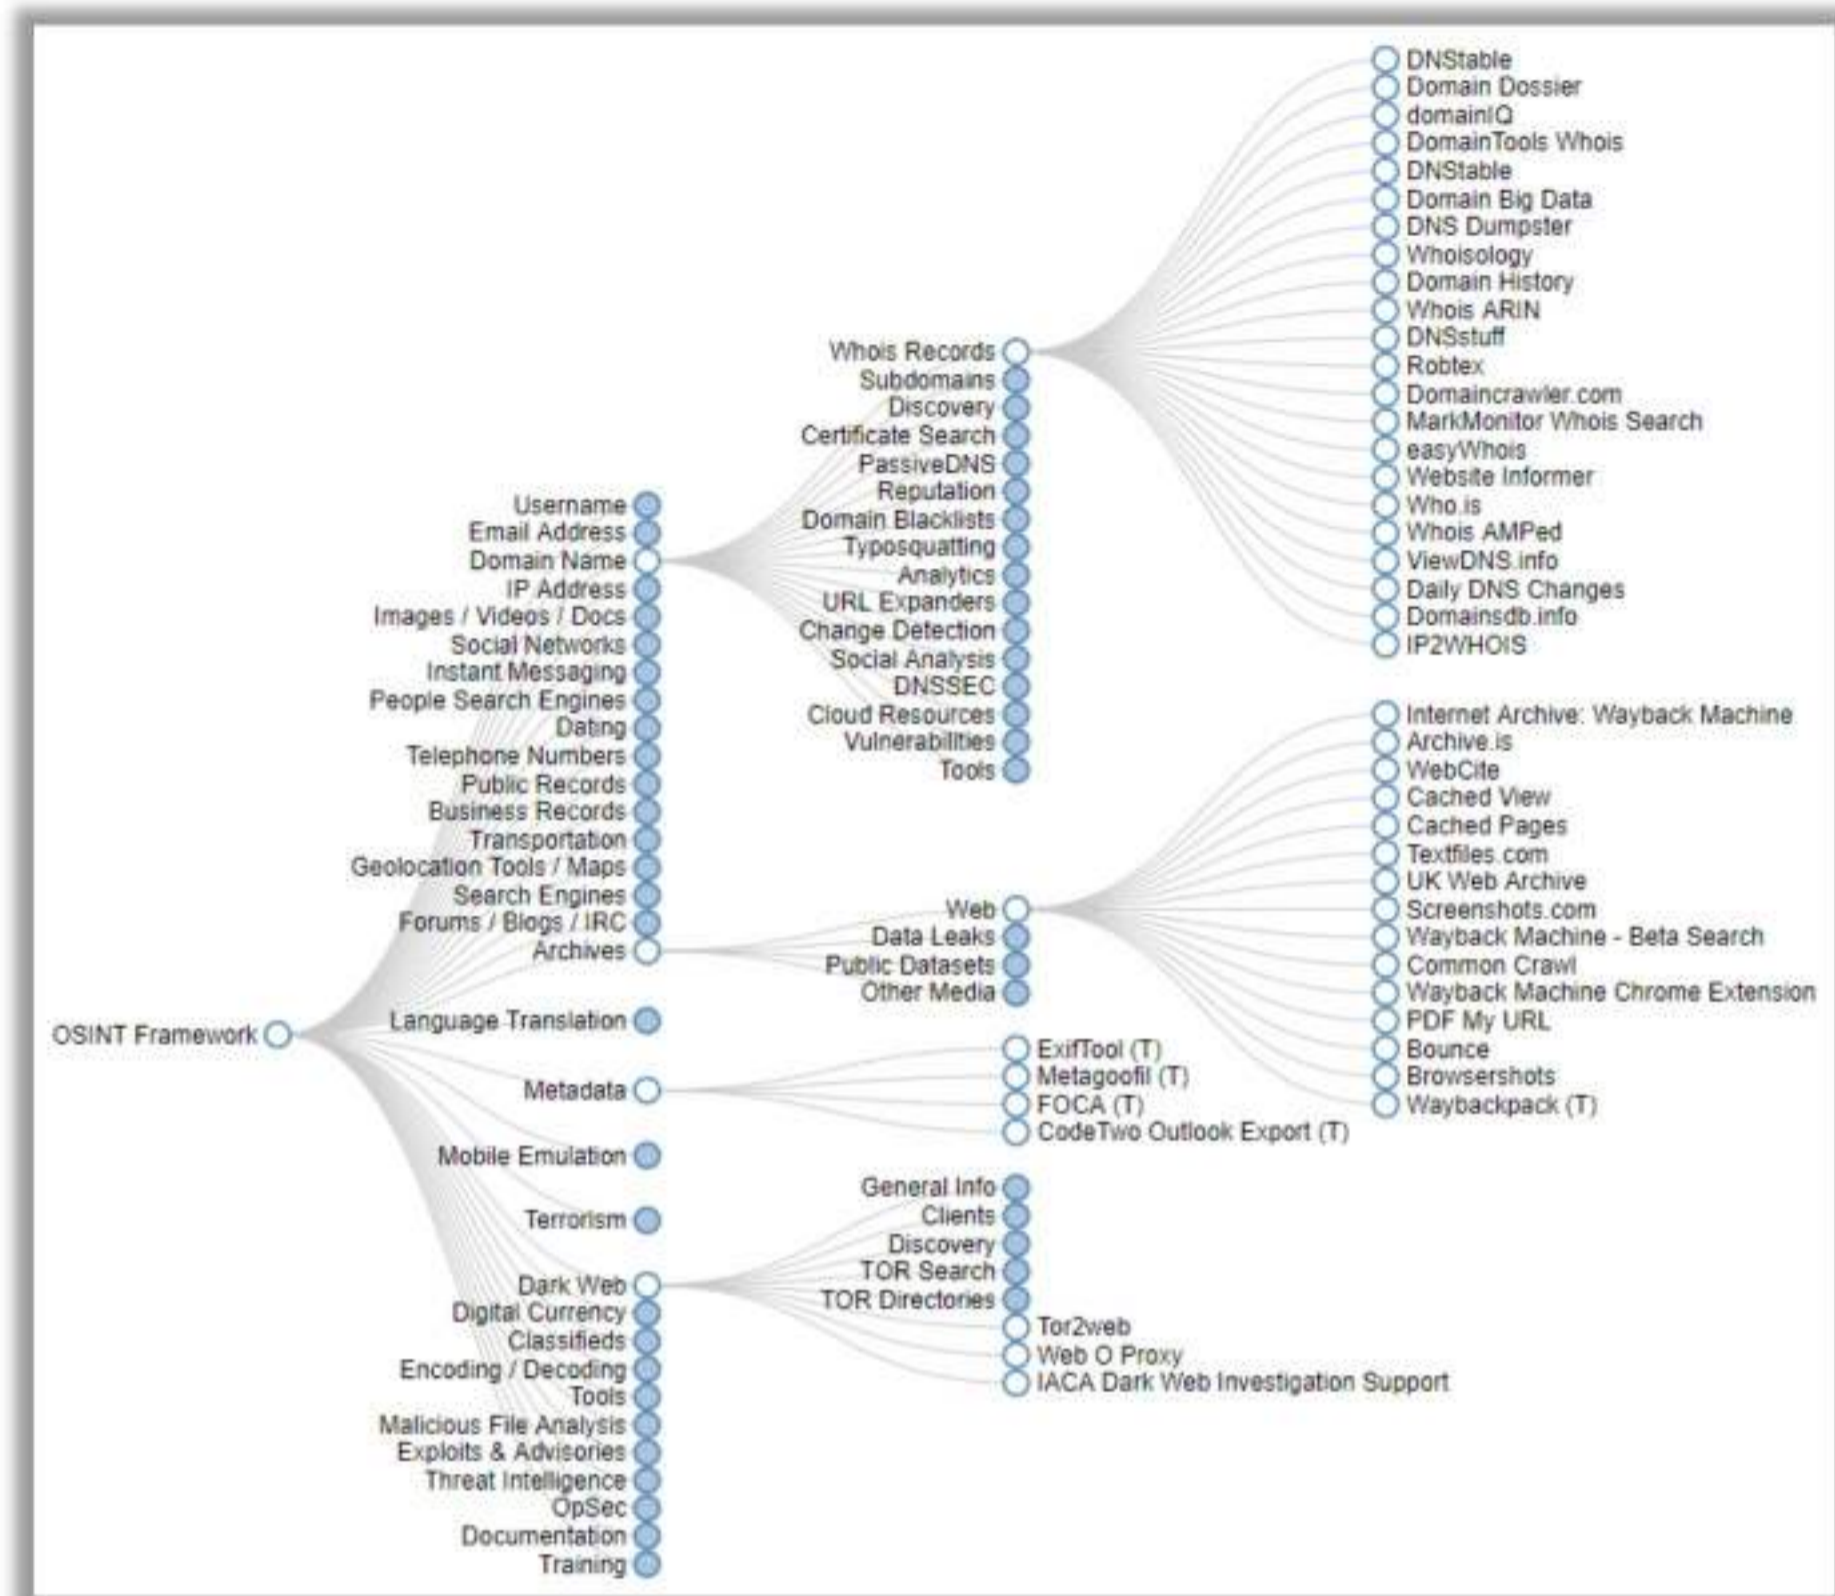 OSINT Framework
Username
Email Address
Domain Name
IP Address
Images / Videos / Docs
Social Networks
Instant Messaging
People Search Engines
Dating
Telephone Numbers
Public Records
Business Records
Transportation
Geolocation Tools / Maps
Search Engines
Forums / Blogs / IRC
Archives
Language Translation
Metadata
Mobile Emulation
Terrorism
Dark Web
Digital Currency
Classifieds
Encoding / Decoding
Tools
Malicious File Analysis
Exploits & Advisories
Threat Intelligence
OpSec
Documentation
Training
Whois Records
Subdomains
Discovery
Certificate Search
PassiveDNS
Reputation
Domain Blacklists
Typosquatting
Analytics
URL Expanders
Change Detection
Social Analysis
DNSSEC
Cloud Resources
Vulnerabilities
Tools
Web
Data Leaks
Public Datasets
Other Media
ExifTool (T)
Metagoofil (T)
FOCA (T)
CodeTwo Outlook Export (T)
General Info
Clients
Discovery
TOR Search
TOR Directories
Tor2web
Web O Proxy
IACA Dark Web Investigation Support
DNStable
Domain Dossier
domainIQ
DomainTools Whois
DNStable
Domain Big Data
DNS Dumpster
Whoisology
Domain History
Whois ARIN
DNSstuff
Robtex
Domaincrawler.com
MarkMonitor Whois Search
easyWhois
Website Informer
Who.is
Whois AMPed
ViewDNS.info
Daily DNS Changes
Domainsdb.info
IP2WHOIS
Internet Archive: Wayback Machine
Archive.is
WebCite
Cached View
Cached Pages
Textfiles.com
UK Web Archive
Screenshots.com
Wayback Machine - Beta Search
Common Crawl
Wayback Machine Chrome Extension
PDF My URL
Bounce
Browsershots
Waybackpack (T)